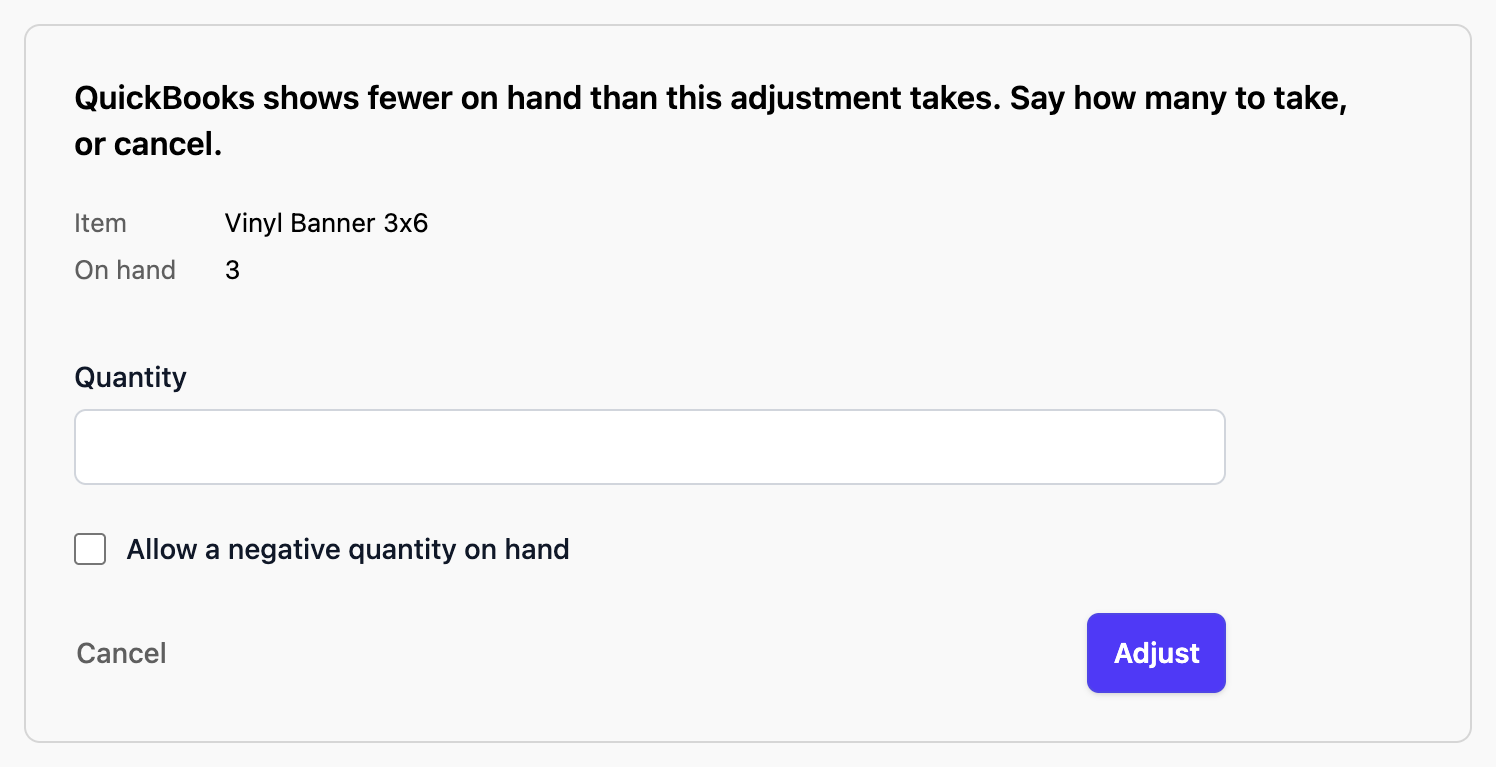 QuickBooks shows fewer on hand than this adjustment takes. Say how many to take,
or cancel.
Item Vinyl Banner 3x6
On hand 3
Quantity
Allow a negative quantity on hand
Cancel Adjust